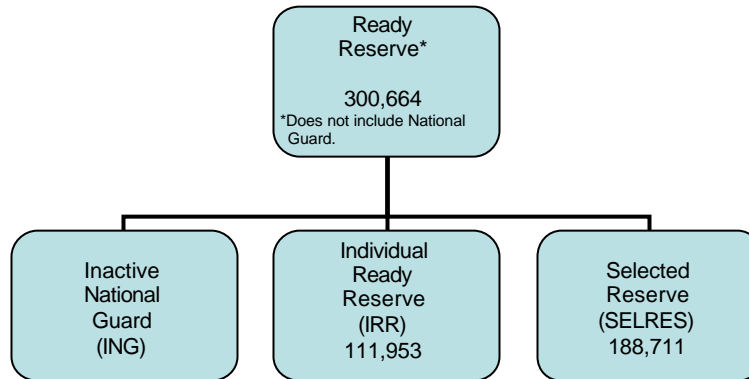 Ready
Reserve*
300,664
*Does not include National
Guard.
Inactive
National
Guard
(ING)
Individual
Ready
Reserve
(IRR)
111,953
Selected
Reserve
(SELRES)
188,711